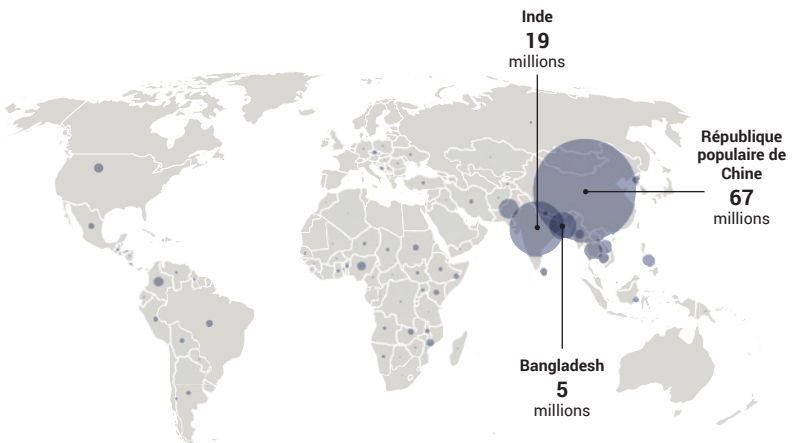 Inde
19
millions
République
populaire de
Chine
67
millions
Bangladesh
5
millions